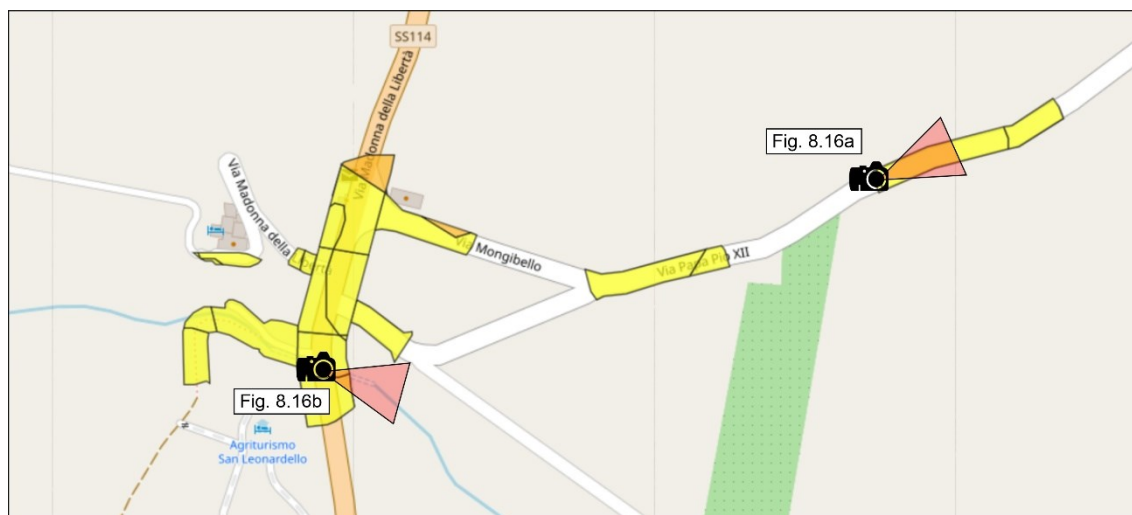 SS114
Via Madonna della Libertà
Fig. 8.16a
Via Madonna della
Libertà
Via Mongibello
Via Papa Pio XII
Fig. 8.16b
Agriturismo
San Leonardello